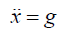 ẍ = g